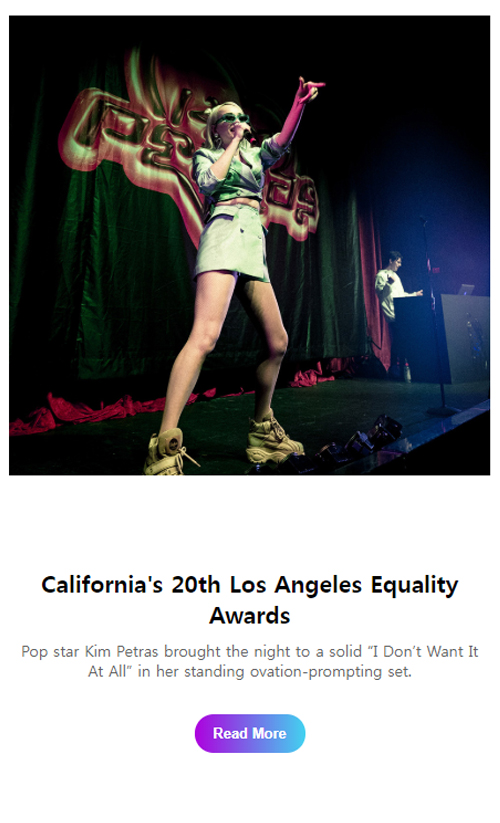 California's 20th Los Angeles Equality
Awards
Pop star Kim Petras brought the night to a solid “I Don’t Want It
At All” in her standing ovation-prompting set.
Read More